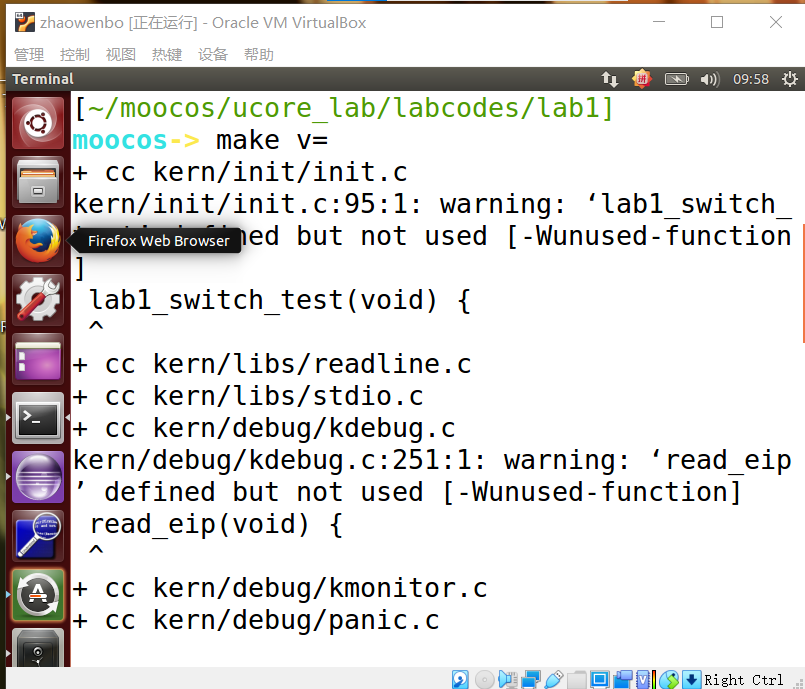 zhaowenbo [正在运行] - Oracle VM VirtualBox
管理 控制 视图 热键 设备 帮助
Terminal 09:58
[~/moocos/ucore_lab/labcodes/lab1]
moocos-> make v=
+ cc kern/init/init.c
kern/init/init.c:95:1: warning: ‘lab1_switch_
ed but not used [-Wunused-function
Firefox Web Browser
]
lab1_switch_test(void) {
^
+ cc kern/libs/readline.c
+ cc kern/libs/stdio.c
+ cc kern/debug/kdebug.c
kern/debug/kdebug.c:251:1: warning: ‘read_eip
’ defined but not used [-Wunused-function]
read_eip(void) {
^
+ cc kern/debug/kmonitor.c
+ cc kern/debug/panic.c
Right Ctrl